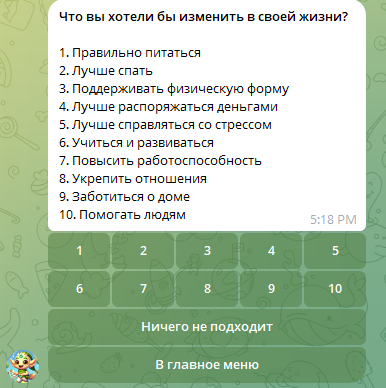 Что вы хотели бы изменить в своей жизни?
1. Правильно питаться
2. Лучше спать
3. Поддерживать физическую форму
4. Лучше распоряжаться деньгами
5. Лучше справляться со стрессом
6. Учиться и развиваться
7. Повысить работоспособность
8. Укрепить отношения
9. Заботиться о доме
10. Помогать людям
5:18 PM
1 2 3 4 5
6 7 8 9 10
Ничего не подходит
В главное меню